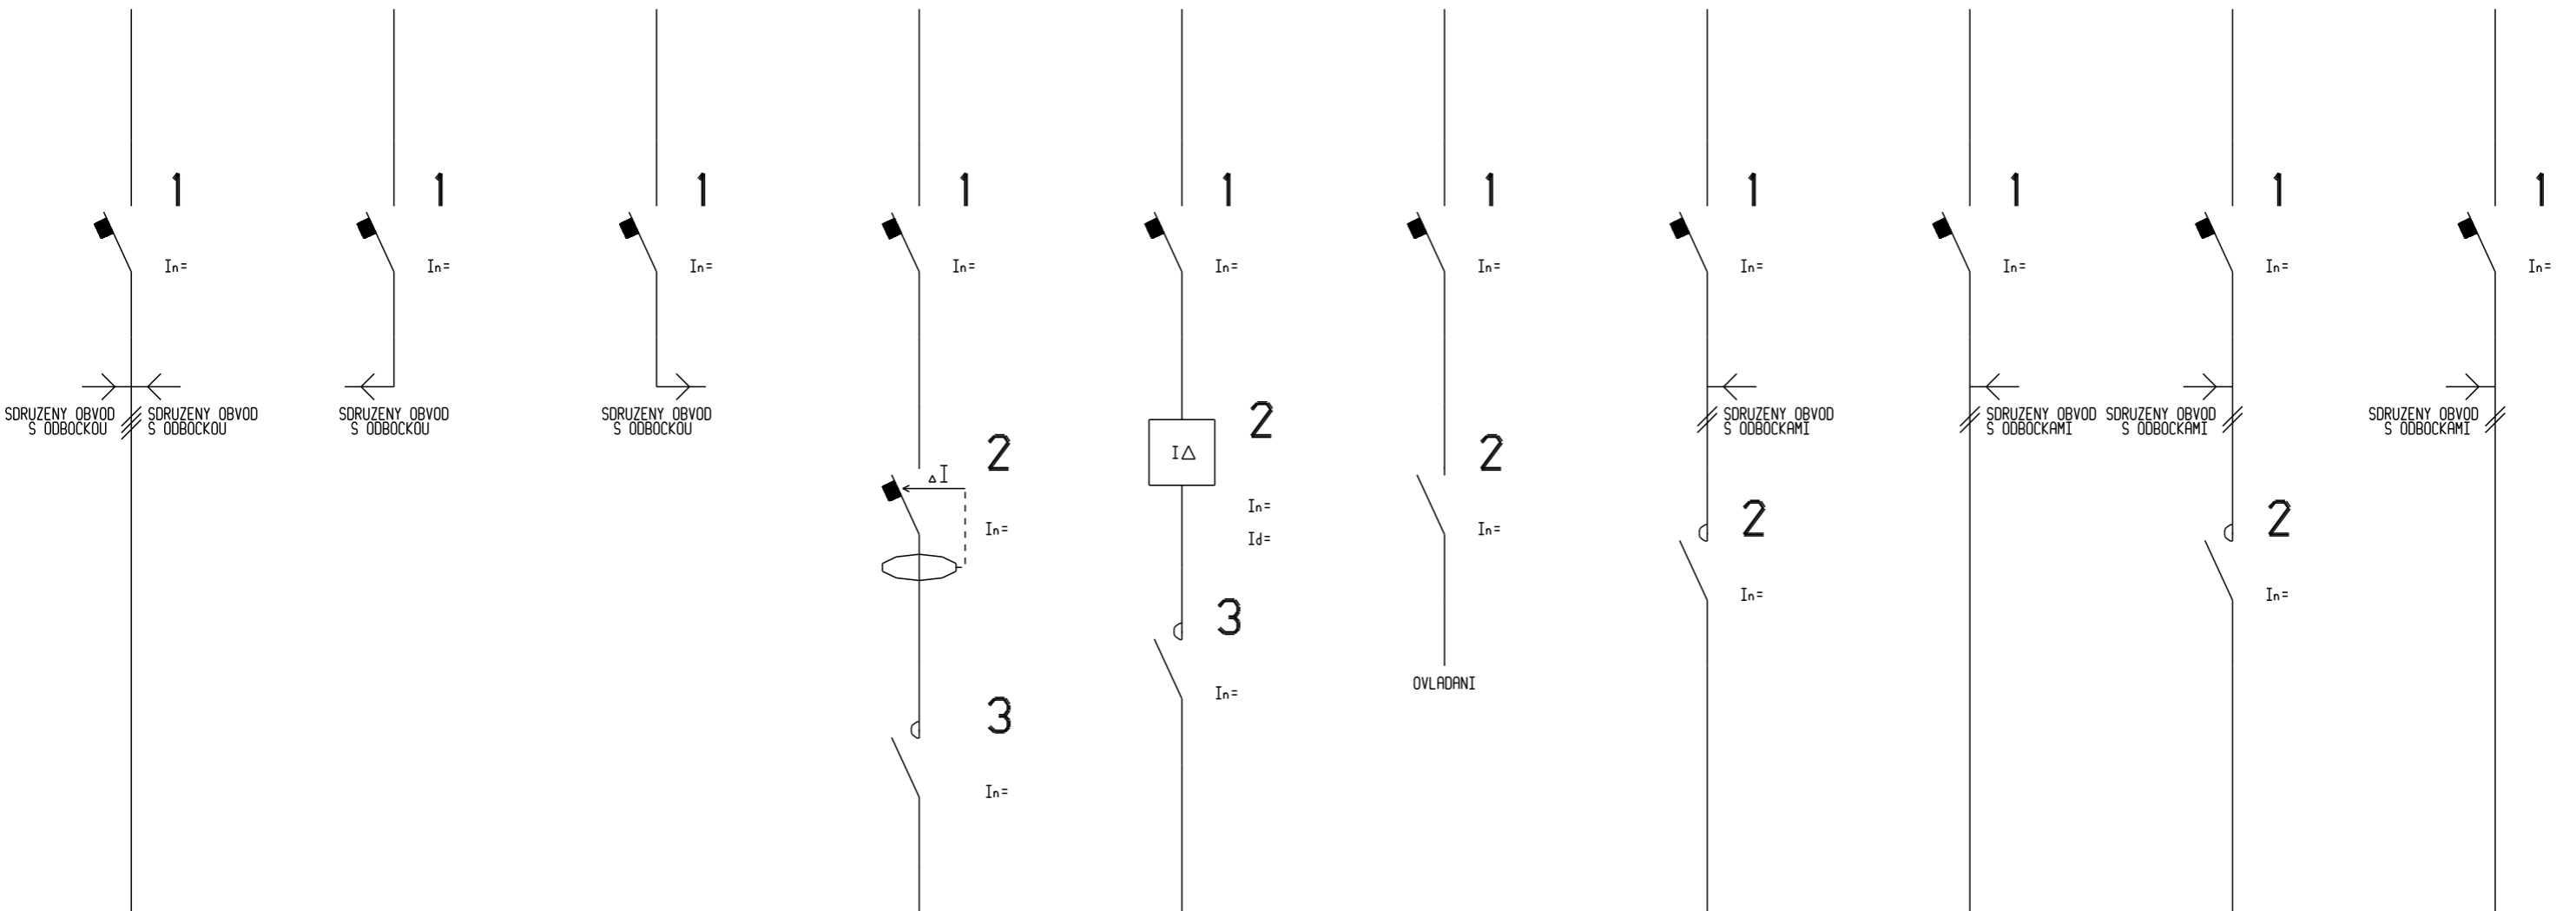 1
1
1
1
1
1
1
1
1
1
In=
In=
In=
In=
In=
In=
In=
In=
In=
In=
SDRUZENY OBVOD
S ODBOCKOU
SDRUZENY OBVOD
S ODBOCKOU
SDRUZENY OBVOD
S ODBOCKOU
SDRUZENY OBVOD
S ODBOCKOU
2
ΔI
In=
3
In=
2
IΔ
In=
Id=
3
In=
2
In=
OVLADANI
SDRUZENY OBVOD
S ODBOCKAMI
2
In=
SDRUZENY OBVOD
S ODBOCKAMI
SDRUZENY OBVOD
S ODBOCKAMI
2
In=
SDRUZENY OBVOD
S ODBOCKAMI